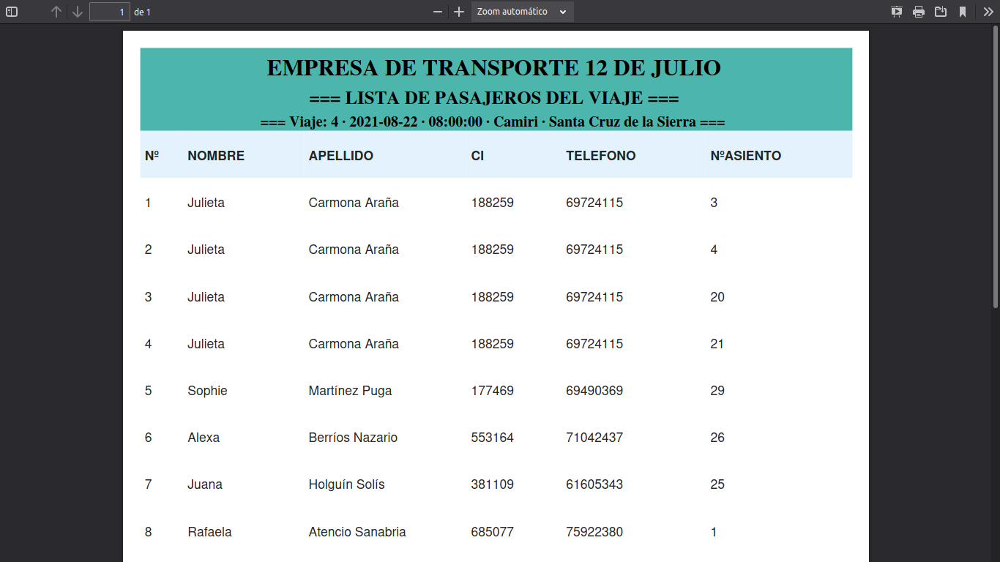 1 de 1 Zoom automático
EMPRESA DE TRANSPORTE 12 DE JULIO
=== LISTA DE PASAJEROS DEL VIAJE ===
=== Viaje: 4 · 2021-08-22 · 08:00:00 · Camiri · Santa Cruz de la Sierra ===
Nº NOMBRE APELLIDO CI TELEFONO NºASIENTO
1 Julieta Carmona Araña 188259 69724115 3
2 Julieta Carmona Araña 188259 69724115 4
3 Julieta Carmona Araña 188259 69724115 20
4 Julieta Carmona Araña 188259 69724115 21
5 Sophie Martínez Puga 177469 69490369 29
6 Alexa Berríos Nazario 553164 71042437 26
7 Juana Holguín Solís 381109 61605343 25
8 Rafaela Atencio Sanabria 685077 75922380 1